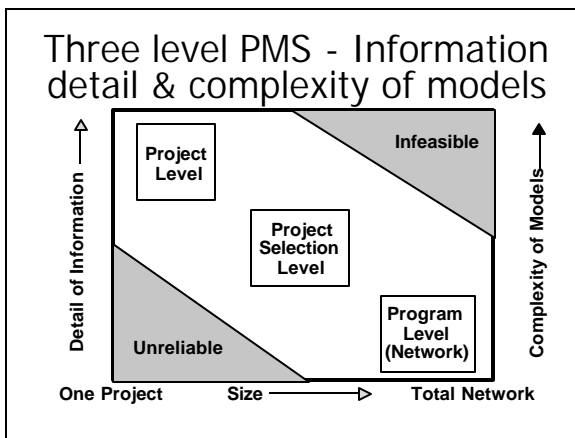 Three level PMS - Information
detail & complexity of models
Infeasible
Project
Level
Project
Selection
Level
Program
Level
(Network)
Unreliable
Detail of Information
Complexity of Models
One Project
Size
Total Network